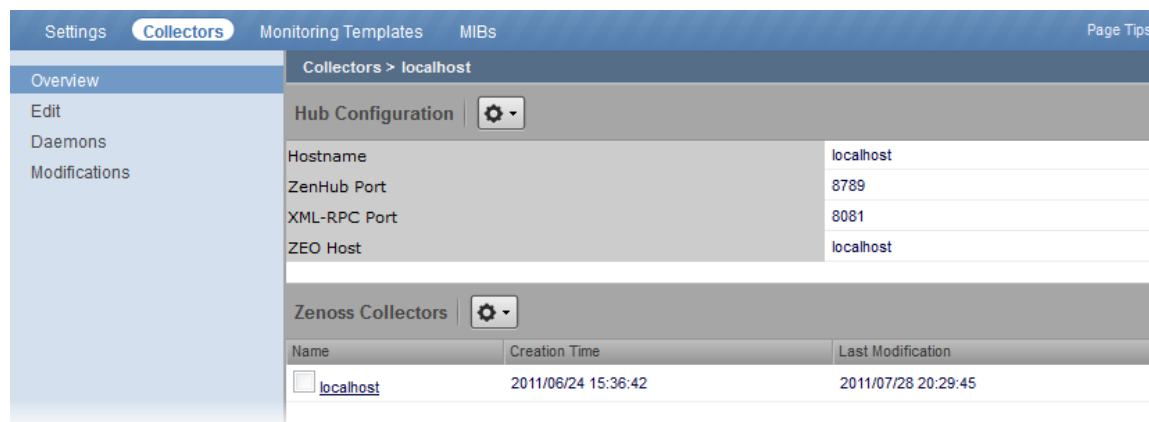 Settings Collectors Monitoring Templates MIBs Page Tips
Overview
Edit
Daemons
Modifications
Collectors > localhost
Hub Configuration
Hostname localhost
ZenHub Port 8789
XML-RPC Port 8081
ZEO Host localhost
Zenoss Collectors
Name Creation Time Last Modification
localhost 2011/06/24 15:36:42 2011/07/28 20:29:45